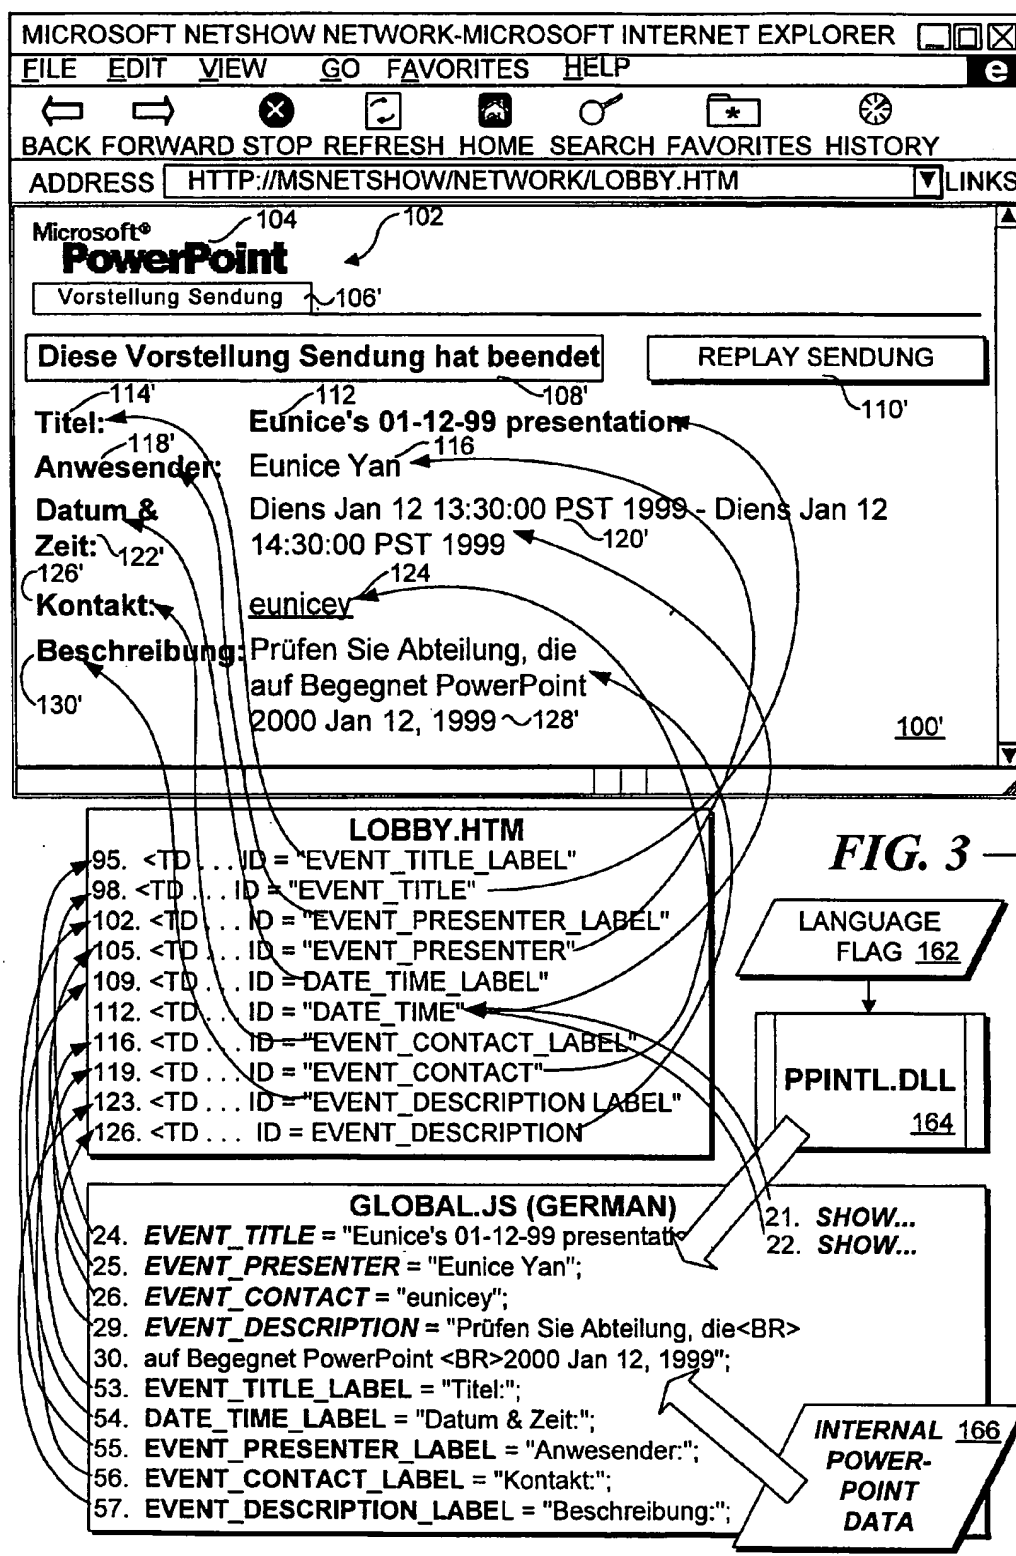 MICROSOFT NETSHOW NETWORK-MICROSOFT INTERNET EXPLORER
FILE EDIT VIEW GO FAVORITES HELP
e
BACK FORWARD STOP REFRESH HOME SEARCH FAVORITES HISTORY
ADDRESS HTTP://MSNETSHOW/NETWORK/LOBBY.HTM LINKS
104 102
Microsoft®
PowerPoint
Vorstellung Sendung 106'
Diese Vorstellung Sendung hat beendet REPLAY SENDUNG
114' 112 108' 110'
Titel: Eunice's 01-12-99 presentation
118' 116
Anwesender: Eunice Yan
Datum & Diens Jan 12 13:30:00 PST 1999 - Diens Jan 12
Zeit: 122' 14:30:00 PST 1999 120'
126' 124
Kontakt: eunicey
Beschreibung: Prüfen Sie Abteilung, die
auf Begegnet PowerPoint
130' 2000 Jan 12, 1999 128'
100'
LOBBY.HTM
95. <TD . . . ID = "EVENT_TITLE_LABEL"
98. <TD . . . ID = "EVENT_TITLE"
102. <TD . . . ID = "EVENT_PRESENTER_LABEL"
105. <TD . . . ID = "EVENT_PRESENTER"
109. <TD . . . ID = DATE_TIME_LABEL"
112. <TD . . . ID = "DATE_TIME"
116. <TD . . . ID = "EVENT_CONTACT_LABEL"
119. <TD . . . ID = "EVENT_CONTACT"
123. <TD . . . ID = "EVENT_DESCRIPTION LABEL"
126. <TD . . . ID = EVENT_DESCRIPTION
FIG. 3
LANGUAGE
FLAG 162
PPINTL.DLL
164
GLOBAL.JS (GERMAN)
24. EVENT_TITLE = "Eunice's 01-12-99 presentati
25. EVENT_PRESENTER = "Eunice Yan";
26. EVENT_CONTACT = "eunicey";
29. EVENT_DESCRIPTION = "Prüfen Sie Abteilung, die<BR>
30. auf Begegnet PowerPoint <BR>2000 Jan 12, 1999";
53. EVENT_TITLE_LABEL = "Titel:";
54. DATE_TIME_LABEL = "Datum & Zeit:";
55. EVENT_PRESENTER_LABEL = "Anwesender:";
56. EVENT_CONTACT_LABEL = "Kontakt:";
57. EVENT_DESCRIPTION_LABEL = "Beschreibung:";
21. SHOW...
22. SHOW...
INTERNAL 166
POWER-
POINT
DATA